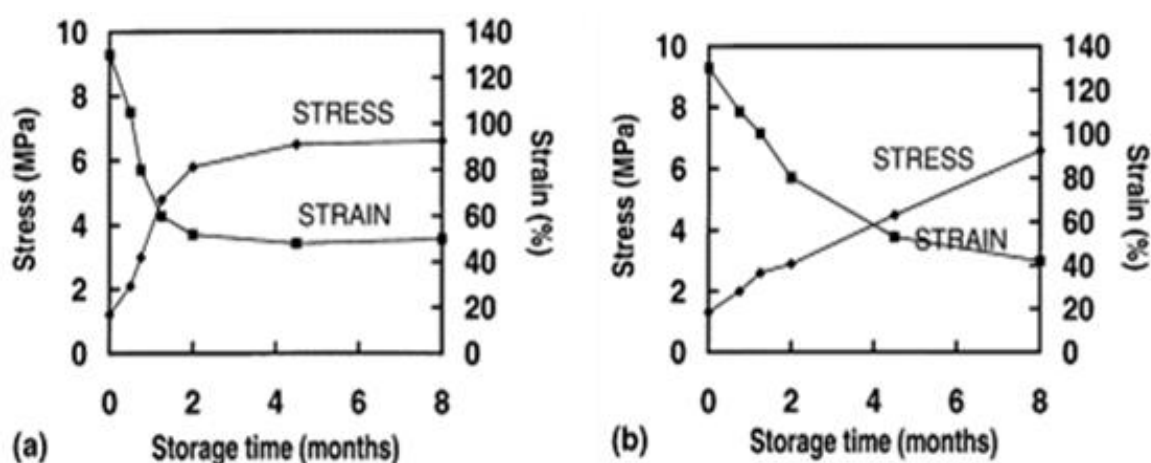 10
8
6
4
2
0
Stress (MPa)
140
120
100
80
60
40
20
0
Strain (%)
STRESS
STRAIN
0 2 4 6 8
(a) Storage time (months)
10
8
6
4
2
0
Stress (MPa)
140
120
100
80
60
40
20
0
Strain (%)
STRESS
STRAIN
0 2 4 6 8
(b) Storage time (months)